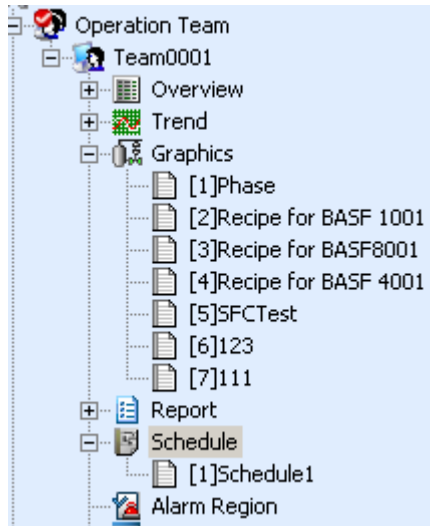 Operation Team
Team0001
Overview
Trend
Graphics
[1]Phase
[2]Recipe for BASF 1001
[3]Recipe for BASF8001
[4]Recipe for BASF 4001
[5]SFCTest
[6]123
[7]111
Report
Schedule
[1]Schedule1
Alarm Region